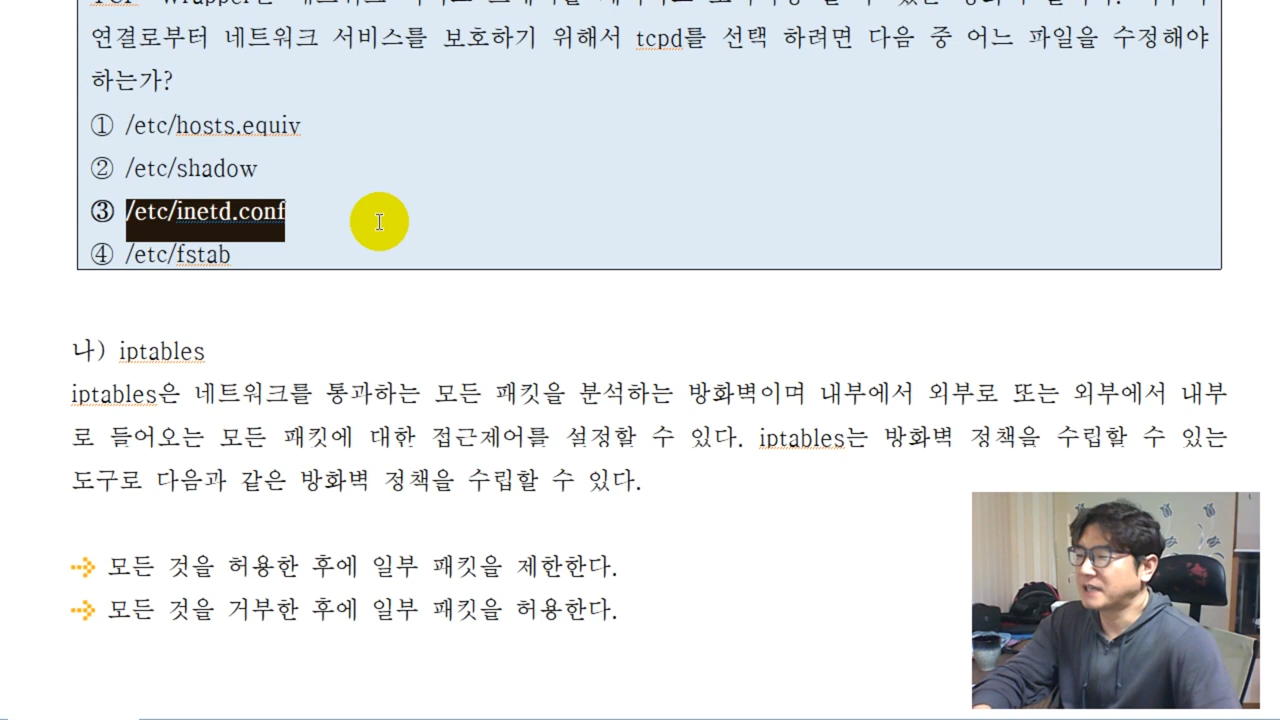 연결로부터 네트워크 서비스를 보호하기 위해서 tcpd를 선택 하려면 다음 중 어느 파일을 수정해야
하는가?
① /etc/hosts.equiv
② /etc/shadow
③ /etc/inetd.conf
④ /etc/fstab
나) iptables
iptables은 네트워크를 통과하는 모든 패킷을 분석하는 방화벽이며 내부에서 외부로 또는 외부에서 내부
로 들어오는 모든 패킷에 대한 접근제어를 설정할 수 있다. iptables는 방화벽 정책을 수립할 수 있는
도구로 다음과 같은 방화벽 정책을 수립할 수 있다.
모든 것을 허용한 후에 일부 패킷을 제한한다.
모든 것을 거부한 후에 일부 패킷을 허용한다.